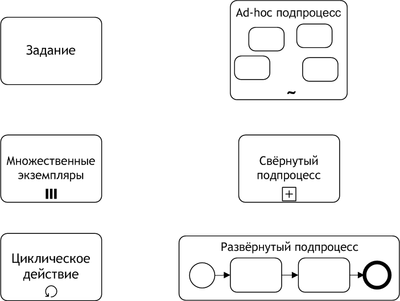 Задание
Ad-hoc подпроцесс
~
Множественные
экземпляры
Свёрнутый
подпроцесс
+
Циклическое
действие
Развёрнутый подпроцесс